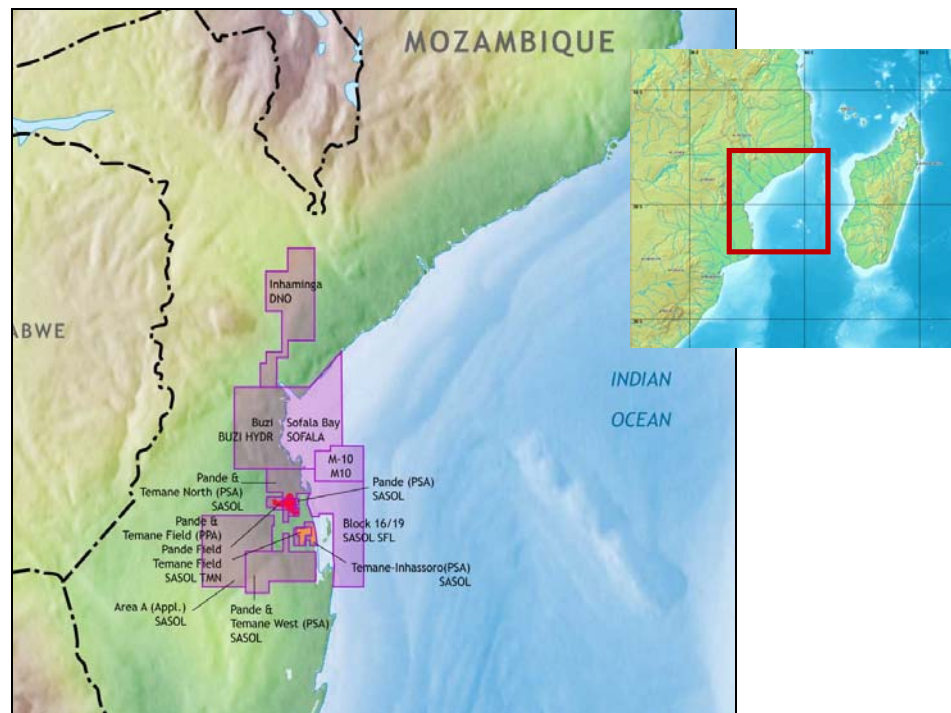 MOZAMBIQUE
ABWE
Inhaminga
DNO
INDIAN
OCEAN
Buzi
BUZI HYDR
Sofala Bay
SOFALA
M-10
M10
Pande &
Temane North (PSA)
SASOL
Pande (PSA)
SASOL
Pande &
Temane Field (PPA)
Pande Field
Temane Field
SASOL TMN
Block 16/19
SASOL SFL
Temane-Inhassoro(PSA)
SASOL
Area A (Appl.)
SASOL
Pande &
Temane West (PSA)
SASOL